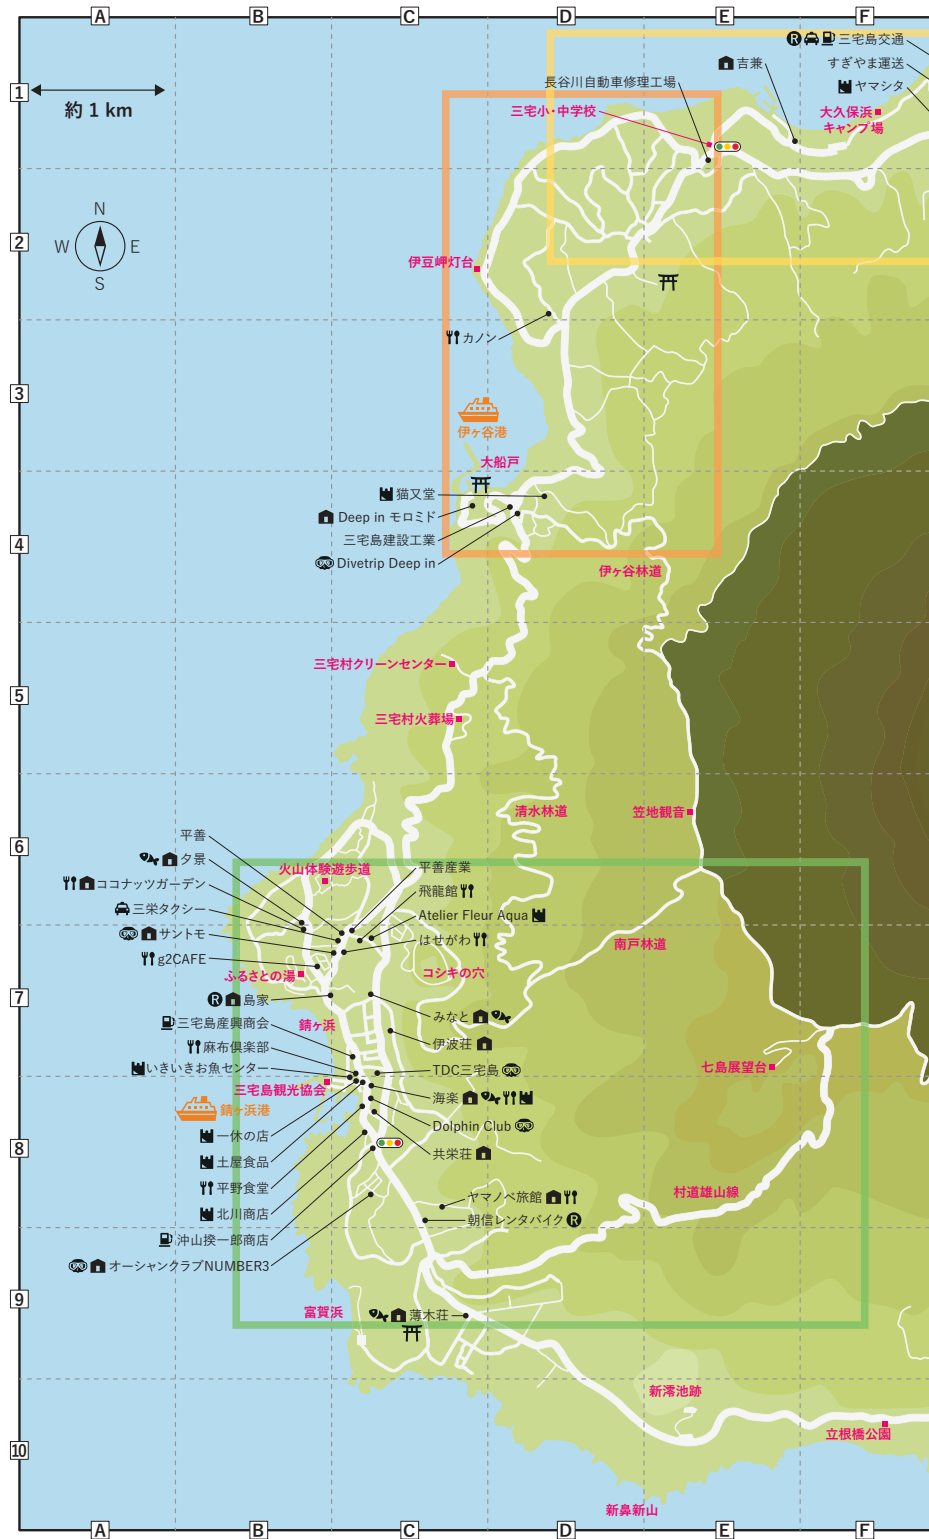 A B C D E F
1
2
3
4
5
6
7
8
9
10
約 1 km
N
W E
S
R 三宅島交通
すぎやま運送
ヤマシタ
吉兼
長谷川自動車修理工場
三宅小・中学校
大久保浜
キャンプ場
伊豆岬灯台
カノン
伊ヶ谷港
大船戸
猫又堂
Deep in モロミド
三宅島建設工業
Divetrip Deep in
伊ヶ谷林道
三宅村クリーンセンター
三宅村火葬場
清水林道
笠地観音
平善
夕景
ココナッツガーデン
三栄タクシー
サントモ
g2CAFE
火山体験遊歩道
平善産業
飛龍館
Atelier Fleur Aqua
はせがわ
コシキの穴
南戸林道
ふるさとの湯
R 島家
錆ヶ浜
三宅島産興商会
麻布倶楽部
いきいきお魚センター
三宅島観光協会
錆ヶ浜港
一休の店
土屋食品
平野食堂
北川商店
沖山揆一郎商店
オーシャンクラブNUMBER3
みなと
伊波荘
TDC三宅島
海楽
Dolphin Club
共栄荘
七島展望台
ヤマノベ旅館
朝信レンタバイク R
村道雄山線
富賀浜
薄木荘
新澪池跡
立根橋公園
新鼻新山
A B C D E F